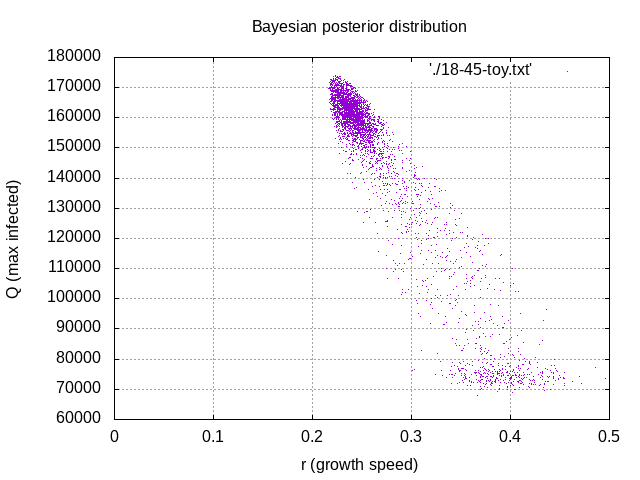 Bayesian posterior distribution
'./18-45-toy.txt'
Q (max infected)
180000
170000
160000
150000
140000
130000
120000
110000
100000
90000
80000
70000
60000
0 0.1 0.2 0.3 0.4 0.5
r (growth speed)